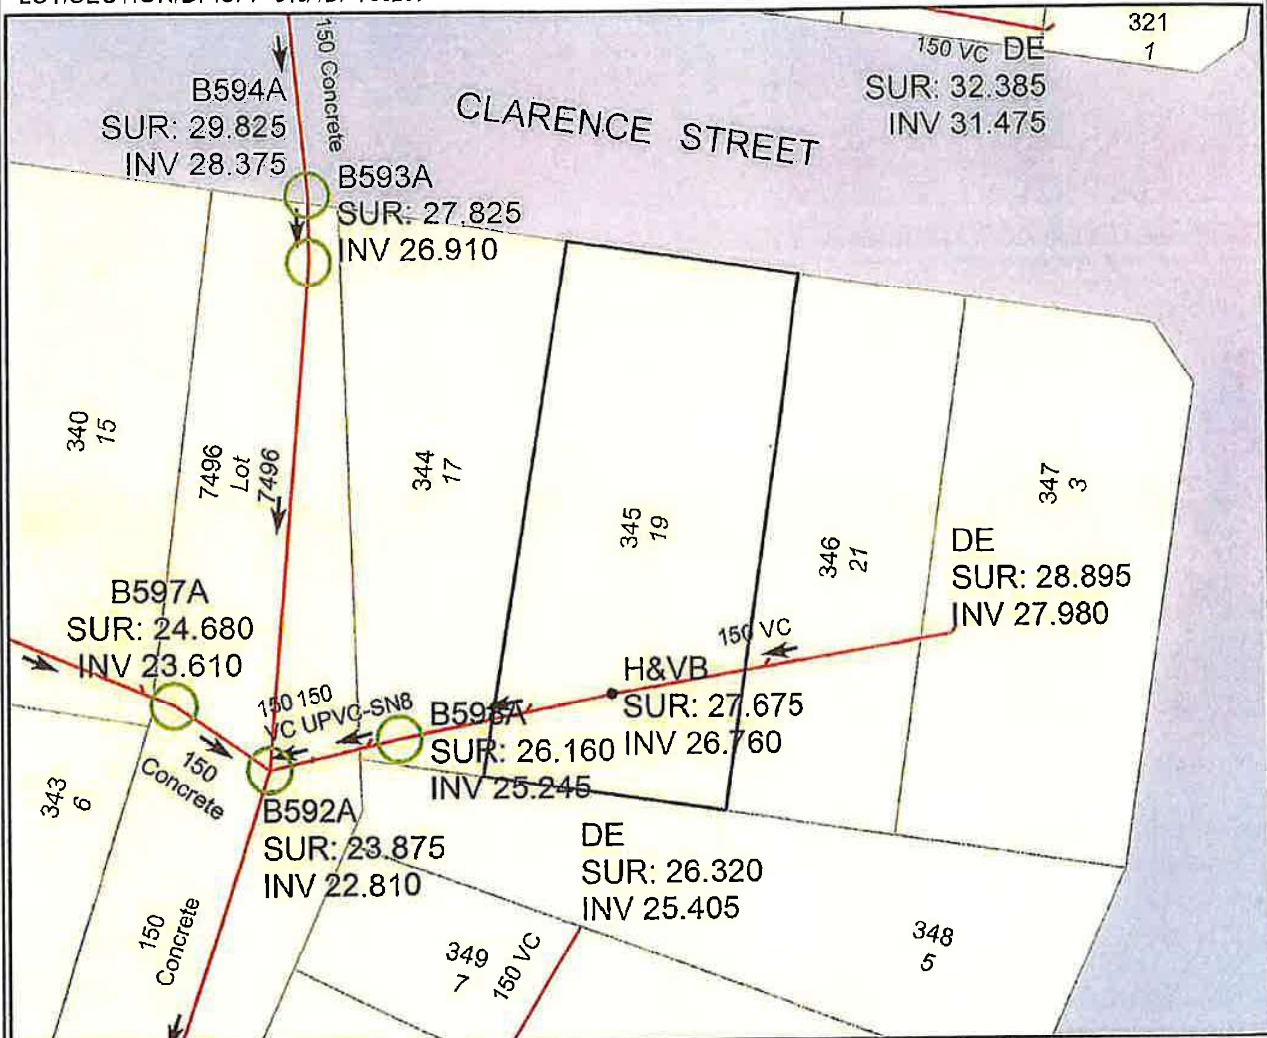 150 Concrete
B594A
SUR: 29.825
INV 28.375
CLARENCE STREET
321
1
150 VC DE
SUR: 32.385
INV 31.475
B593A
SUR: 27,825
INV 26.910
340
15
7496
Lot
7496
344
17
345
19
346
21
347
3
DE
SUR: 28.895
INV 27.980
B597A
SUR: 24.680
INV 23.610
150 VC
H&VB
SUR: 27.675
INV 26.760
150 150
VC UPVC-SN8
SUR: 26.160
INV 25.245
150
Concrete
343
6
B592A
SUR: 23.875
INV 22.810
DE
SUR: 26.320
INV 25.405
150
Concrete
349
7
150 VC
348
5